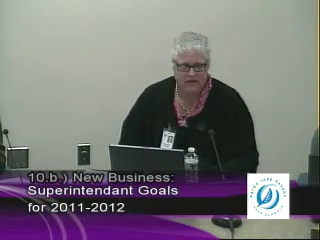 10.b.) New Business:
Superintendant Goals
for 2011-2012